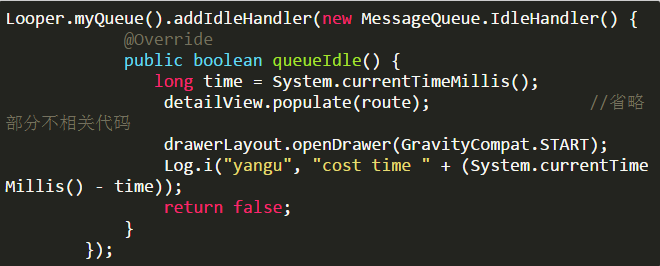 Looper.myQueue().addIdleHandler(new MessageQueue.IdleHandler() {
            @Override
            public boolean queueIdle() {
               long time = System.currentTimeMillis();
                detailView.populate(route);                //省略
部分不相关代码
                drawerLayout.openDrawer(GravityCompat.START);
                Log.i("yangu", "cost time " + (System.currentTime
Millis() - time));
                return false;
            }
        });